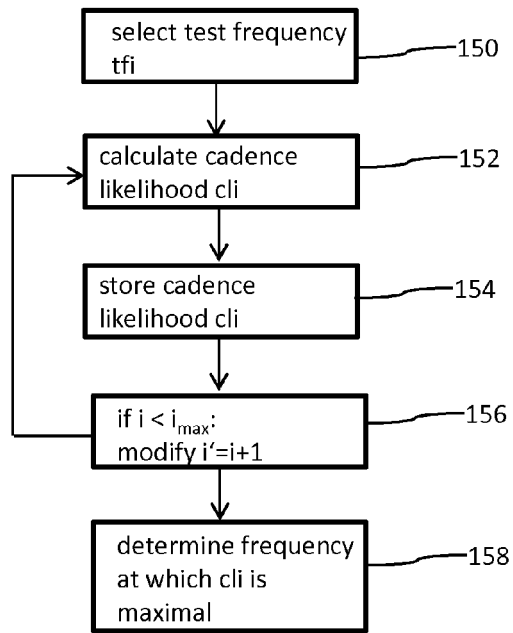 select test frequency
tfi
150
calculate cadence
likelihood cli
152
store cadence
likelihood cli
154
if i < imax:
modify i‘=i+1
156
determine frequency
at which cli is
maximal
158